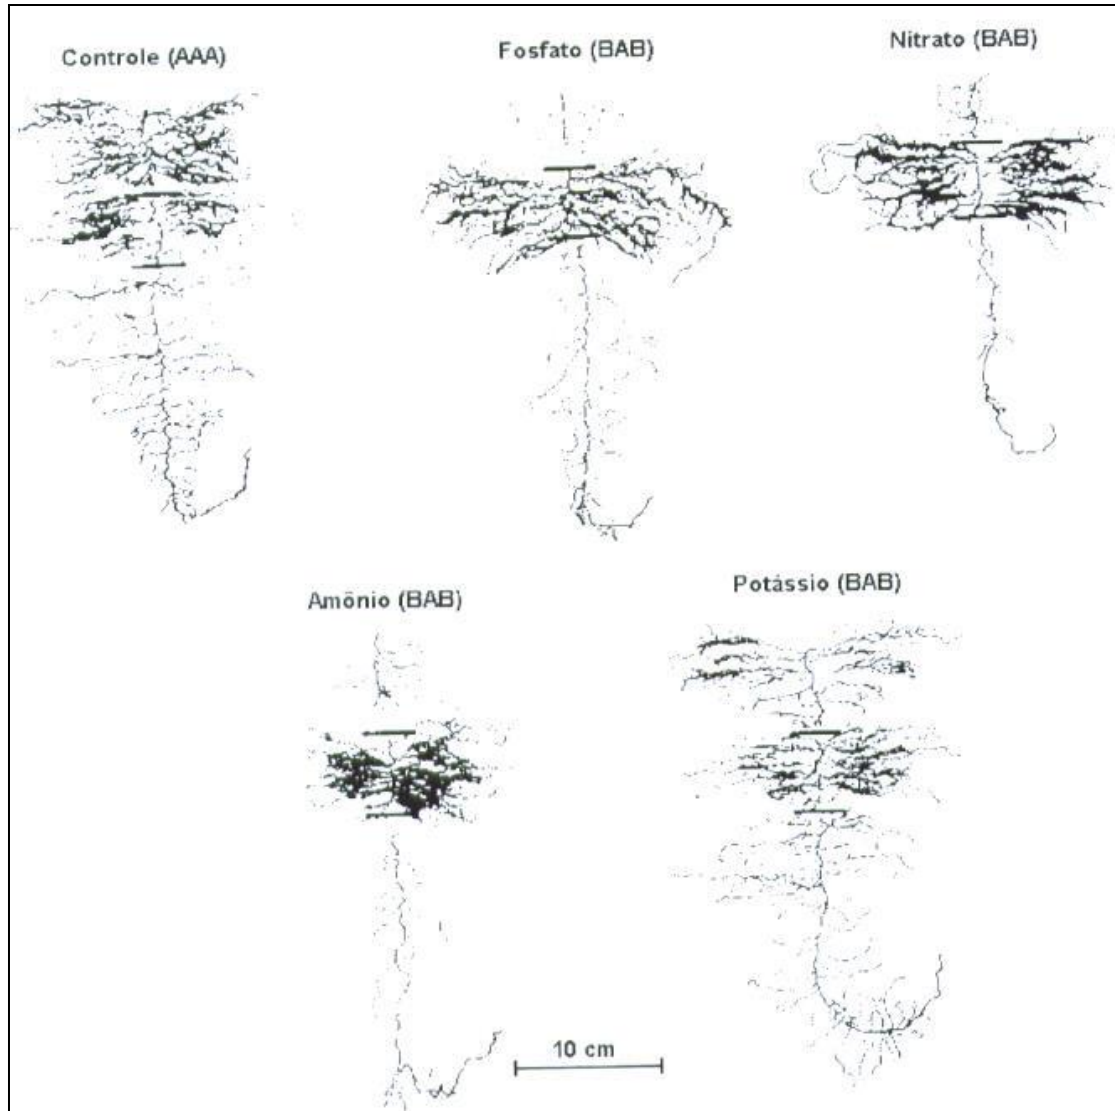 Controle (AAA)
Fosfato (BAB)
Nitrato (BAB)
Amônio (BAB)
Potássio (BAB)
10 cm